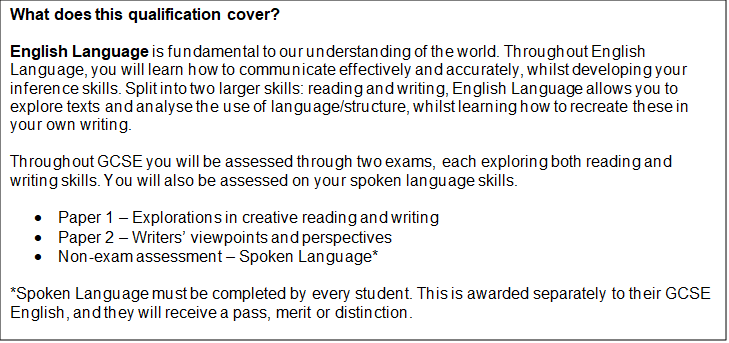 What does this qualification cover?
English Language is fundamental to our understanding of the world. Throughout English
Language, you will learn how to communicate effectively and accurately, whilst developing your
inference skills. Split into two larger skills: reading and writing, English Language allows you to
explore texts and analyse the use of language/structure, whilst learning how to recreate these in
your own writing.
Throughout GCSE you will be assessed through two exams, each exploring both reading and
writing skills. You will also be assessed on your spoken language skills.
• Paper 1 – Explorations in creative reading and writing
• Paper 2 – Writers’ viewpoints and perspectives
• Non-exam assessment – Spoken Language*
*Spoken Language must be completed by every student. This is awarded separately to their GCSE
English, and they will receive a pass, merit or distinction.